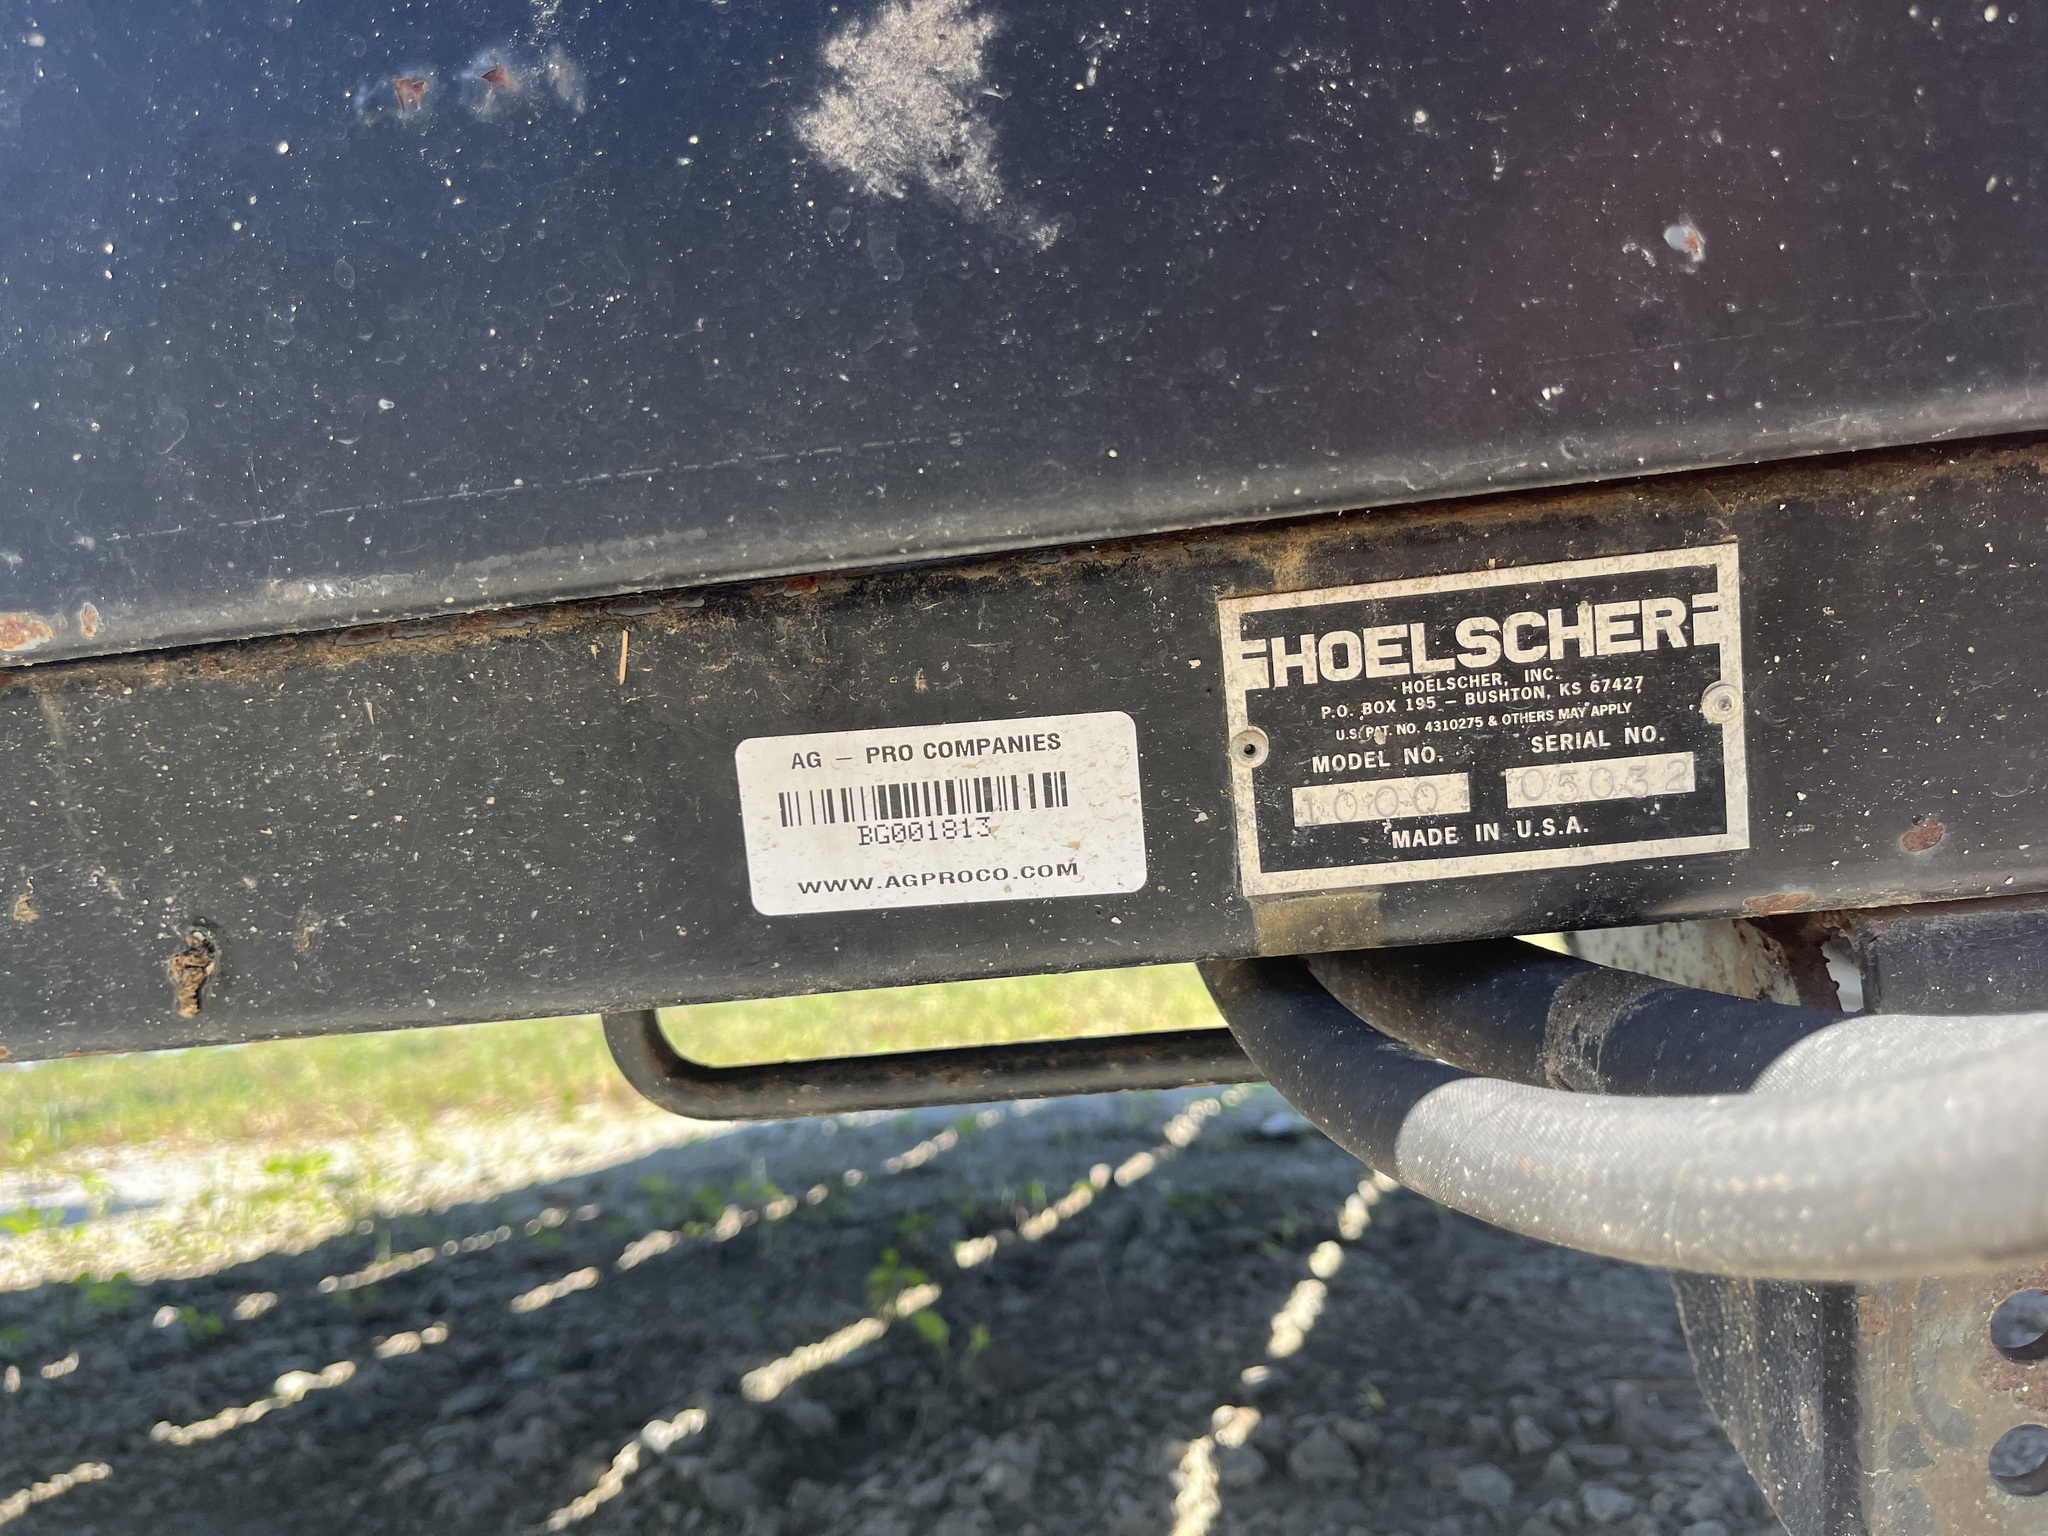 AG – PRO COMPANIES
BG001813
WWW.AGPROCO.COM
HOELSCHER
HOELSCHER, INC.
P.O. BOX 195 – BUSHTON, KS 67427
U.S. PAT. NO. 4310275 & OTHERS MAY APPLY
MODEL NO. SERIAL NO.
1000 05032
MADE IN U.S.A.